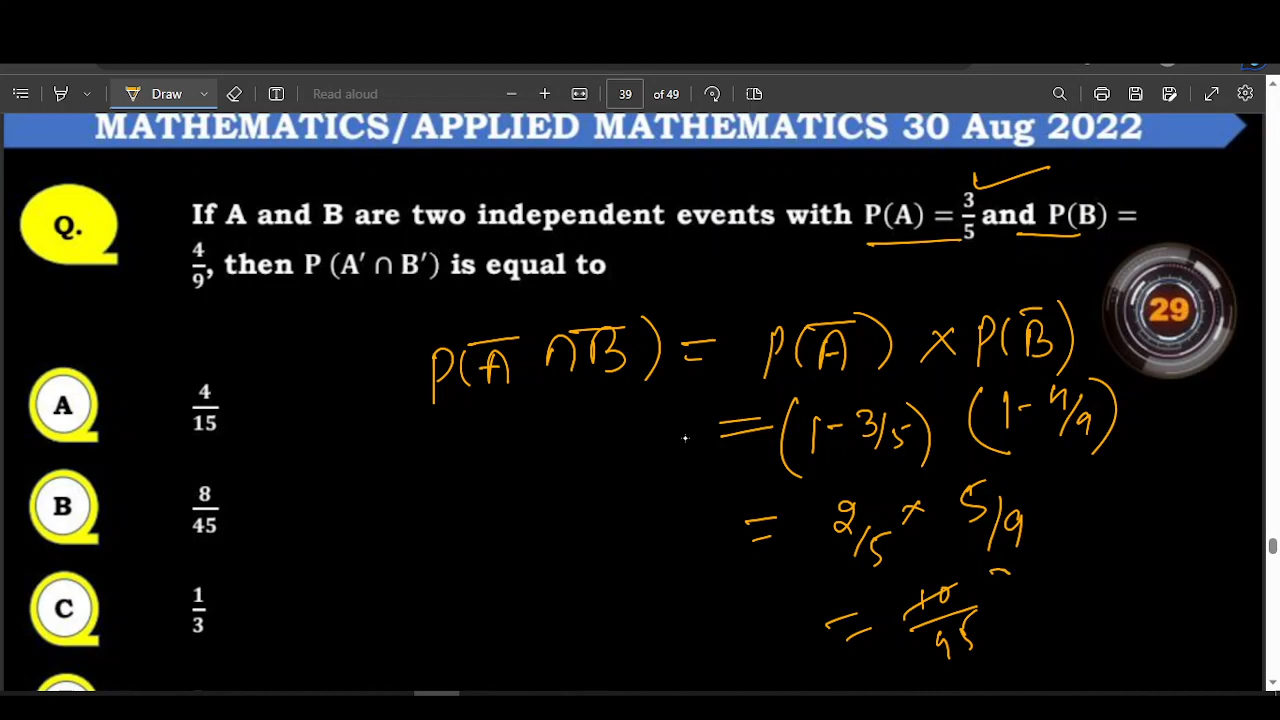 Draw
Read aloud
39 of 49
MATHEMATICS/APPLIED MATHEMATICS 30 Aug 2022
Q. If A and B are two independent events with P(A) = 3/5 and P(B) =
4/9, then P (A′ ∩ B′) is equal to
29
P(A̅ ∩ B̅) = P(A̅) × P(B̅)
A 4/15
= (1 - 3/5) (1 - 4/9)
B 8/45
= 2/5 × 5/9
C 1/3
= 10/45